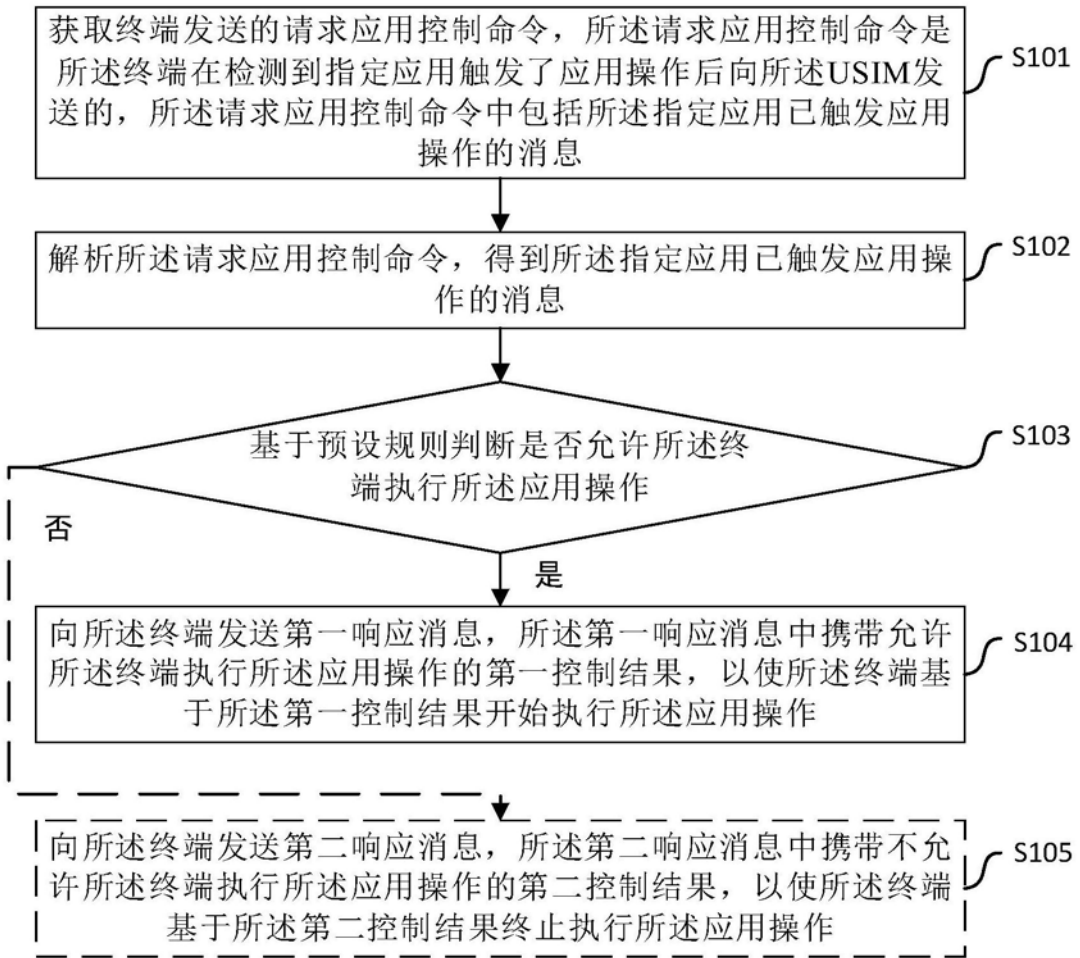 获取终端发送的请求应用控制命令，所述请求应用控制命令是
所述终端在检测到指定应用触发了应用操作后向所述USIM发
送的，所述请求应用控制命令中包括所述指定应用已触发应用
操作的消息
S101
解析所述请求应用控制命令，得到所述指定应用已触发应用操
作的消息
S102
基于预设规则判断是否允许所述终
端执行所述应用操作
S103
否
是
向所述终端发送第一响应消息，所述第一响应消息中携带允许
所述终端执行所述应用操作的第一控制结果，以使所述终端基
于所述第一控制结果开始执行所述应用操作
S104
向所述终端发送第二响应消息，所述第二响应消息中携带不允
许所述终端执行所述应用操作的第二控制结果，以使所述终端
基于所述第二控制结果终止执行所述应用操作
S105